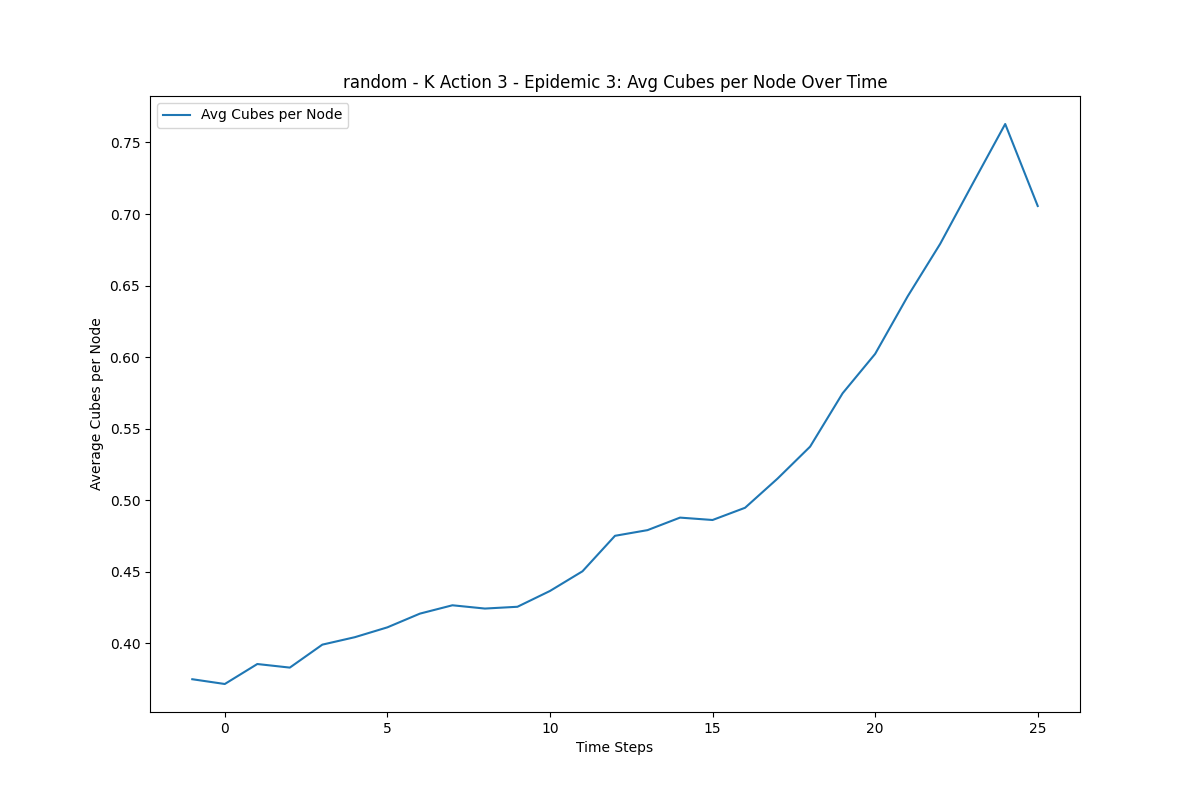 random - K Action 3 - Epidemic 3: Avg Cubes per Node Over Time
Avg Cubes per Node
0.75
0.70
0.65
0.60
0.55
0.50
0.45
0.40
Average Cubes per Node
0 5 10 15 20 25
Time Steps